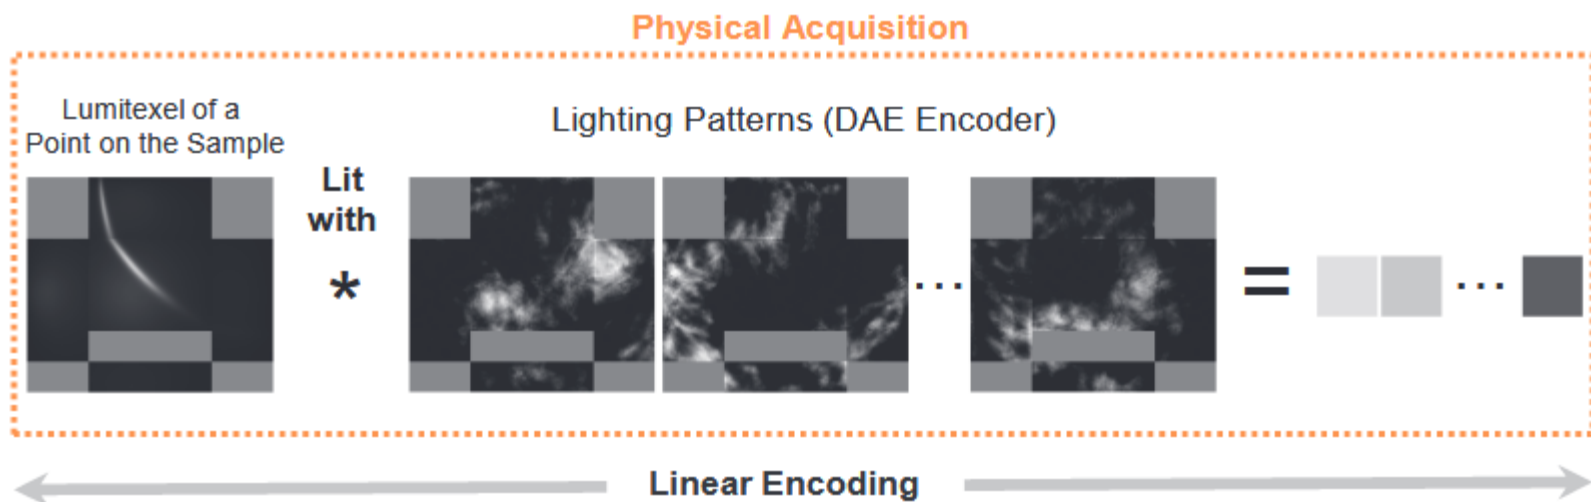 Physical Acquisition
Lumitexel of a
Point on the Sample
Lit
with
*
Lighting Patterns (DAE Encoder)
...
=
...
Linear Encoding